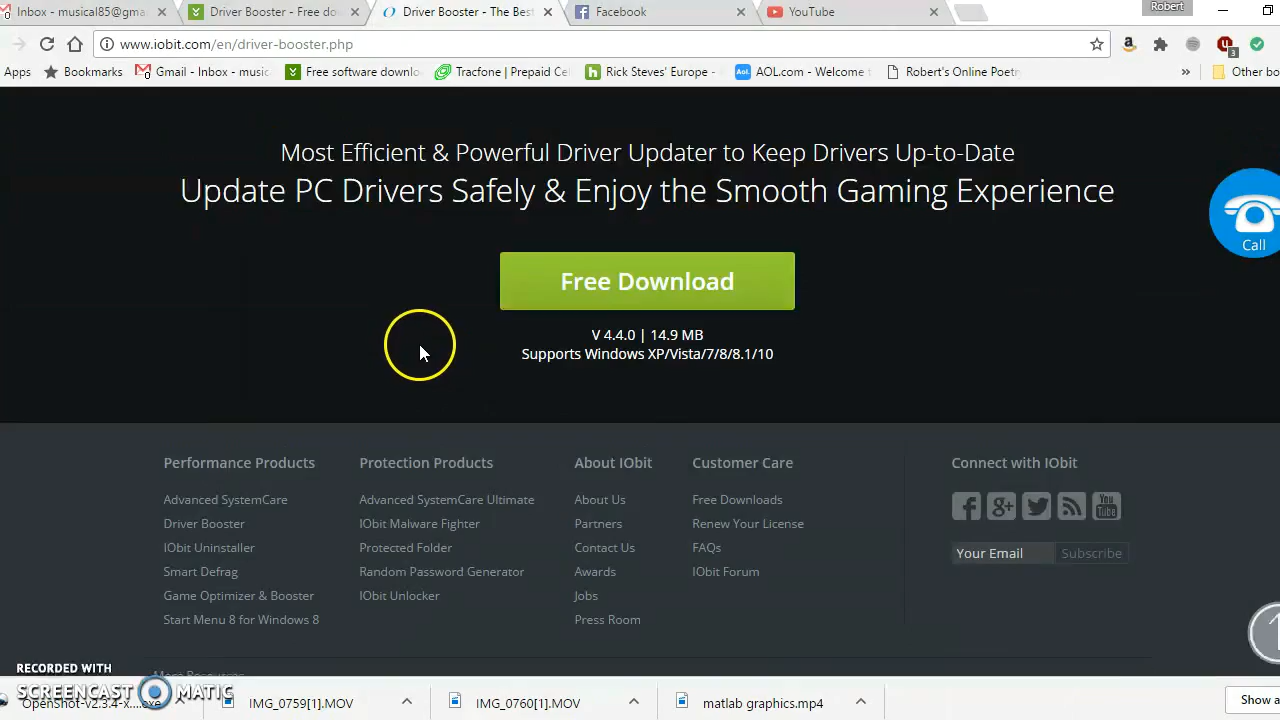 Inbox - musical85@gma
Driver Booster - Free do
Driver Booster - The Best
Facebook
YouTube
Robert
www.iobit.com/en/driver-booster.php
3
Apps
Bookmarks
Gmail - Inbox - music
Free software downlo
Tracfone | Prepaid Ce
Rick Steves' Europe -
Aol.
AOL.com - Welcome t
Robert's Online Poetr
»
Other bo
Most Efficient & Powerful Driver Updater to Keep Drivers Up-to-Date
Update PC Drivers Safely & Enjoy the Smooth Gaming Experience
Call
Free Download
V 4.4.0 | 14.9 MB
Supports Windows XP/Vista/7/8/8.1/10
Performance Products
Advanced SystemCare
Driver Booster
IObit Uninstaller
Smart Defrag
Game Optimizer & Booster
Start Menu 8 for Windows 8
Protection Products
Advanced SystemCare Ultimate
IObit Malware Fighter
Protected Folder
Random Password Generator
IObit Unlocker
About IObit
About Us
Partners
Contact Us
Awards
Jobs
Press Room
Customer Care
Free Downloads
Renew Your License
FAQs
IObit Forum
Connect with IObit
You Tube
Your Email
Subscribe
More Resources
RECORDED WITH
SCREENCAST MATIC
OpenShot-v2.3.4-x....exe
IMG_0759[1].MOV
IMG_0760[1].MOV
matlab graphics.mp4
Show a